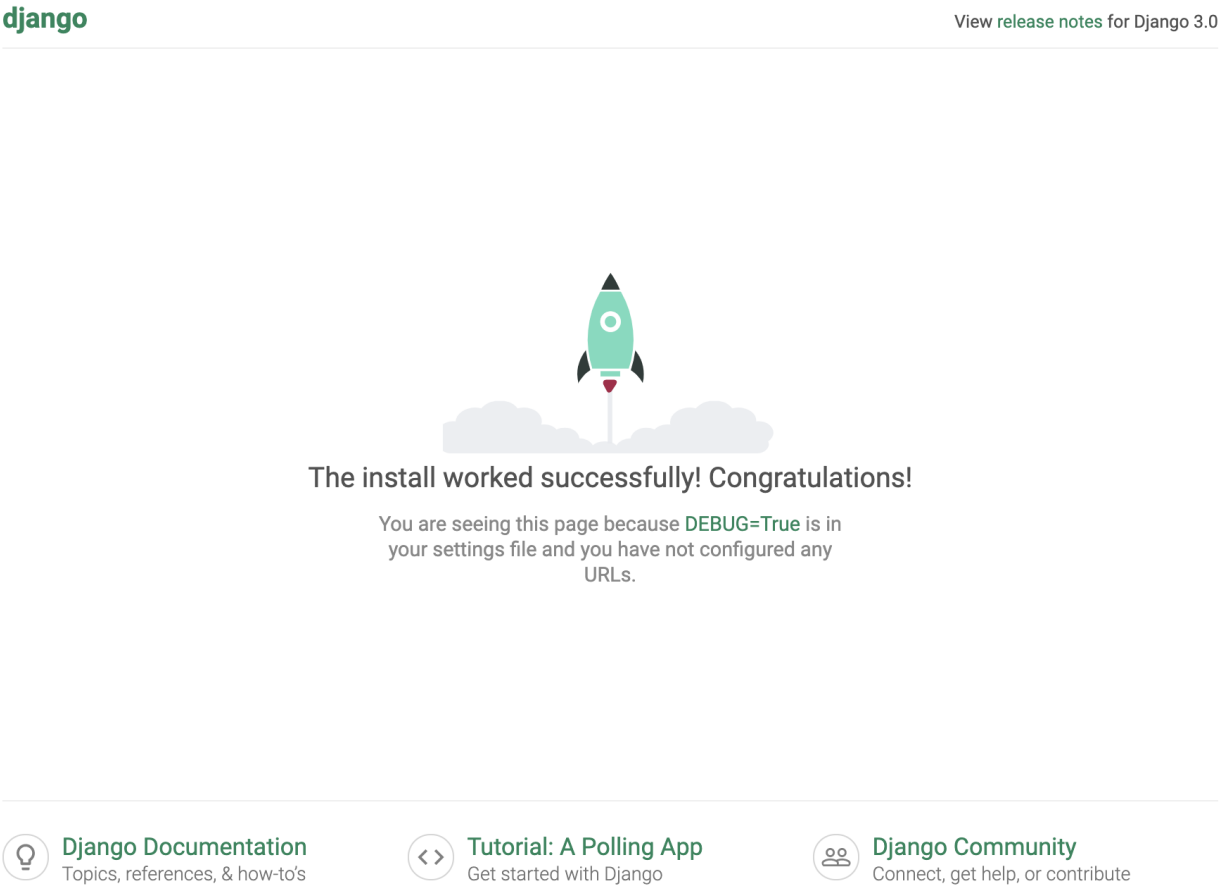 django
View release notes for Django 3.0
The install worked successfully! Congratulations!
You are seeing this page because DEBUG=True is in
your settings file and you have not configured any
URLs.
Django Documentation
Topics, references, & how-to's
Tutorial: A Polling App
Get started with Django
Django Community
Connect, get help, or contribute